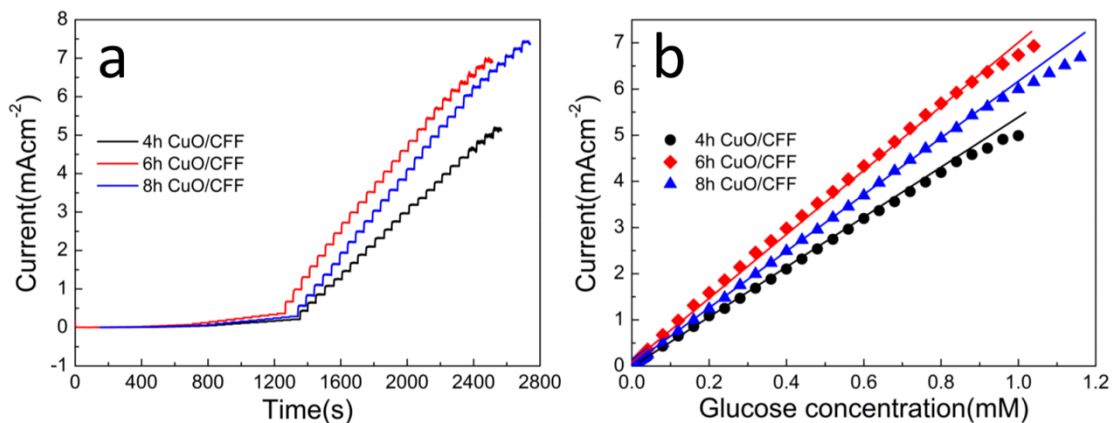 a
8
7
6
5
4
3
2
1
0
-1
Current(mAcm⁻²)
4h CuO/CFF
6h CuO/CFF
8h CuO/CFF
0 400 800 1200 1600 2000 2400 2800
Time(s)
b
7
6
5
4
3
2
1
0
Current(mAcm⁻²)
4h CuO/CFF
6h CuO/CFF
8h CuO/CFF
0.0 0.2 0.4 0.6 0.8 1.0 1.2
Glucose concentration(mM)